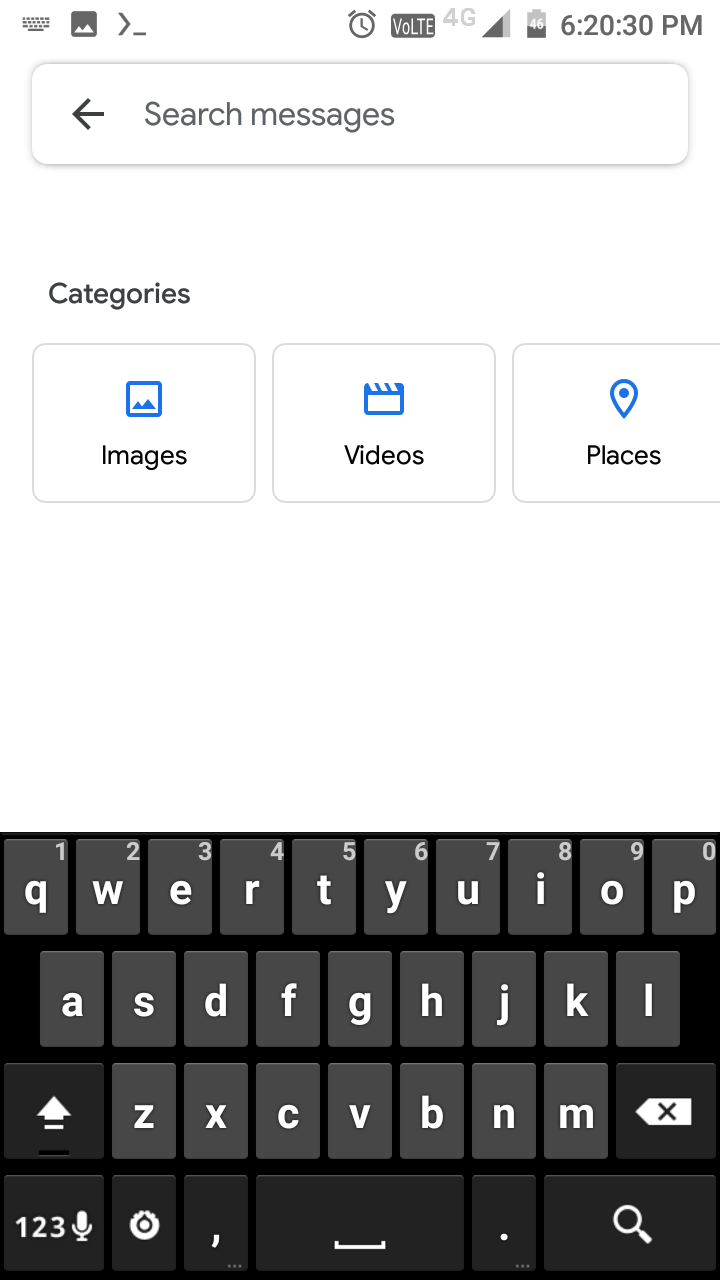 VoLTE 4G 46 6:20:30 PM
Search messages
Categories
Images Videos Places
1 2 3 4 5 6 7 8 9 0
q w e r t y u i o p
a s d f g h j k l
z x c v b n m
123 , ... . ...